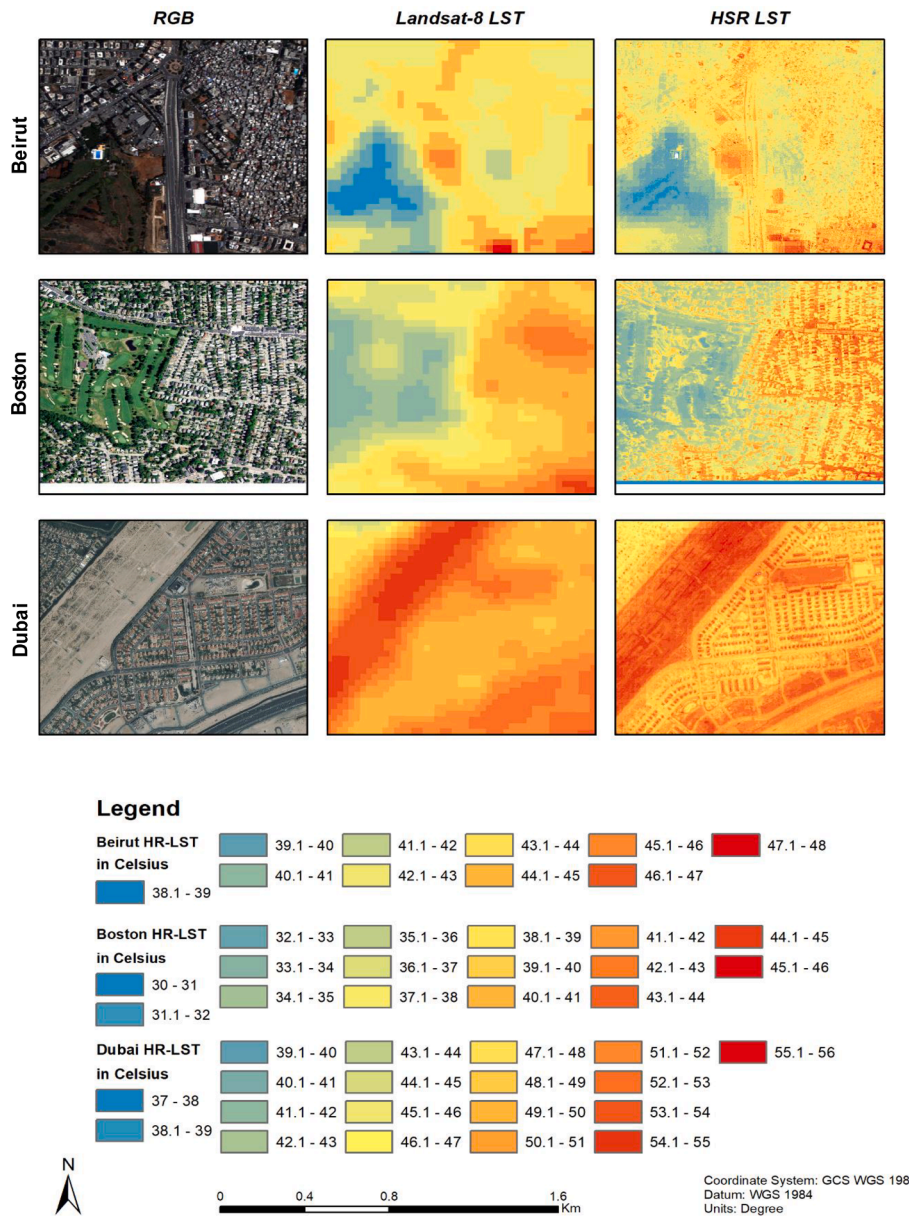 RGB Landsat-8 LST HSR LST
Beirut
Boston
Dubai
Legend
Beirut HR-LST
in Celsius
38.1 - 39
39.1 - 40 41.1 - 42 43.1 - 44 45.1 - 46 47.1 - 48
40.1 - 41 42.1 - 43 44.1 - 45 46.1 - 47
Boston HR-LST
in Celsius
30 - 31
31.1 - 32
32.1 - 33 35.1 - 36 38.1 - 39 41.1 - 42 44.1 - 45
33.1 - 34 36.1 - 37 39.1 - 40 42.1 - 43 45.1 - 46
34.1 - 35 37.1 - 38 40.1 - 41 43.1 - 44
Dubai HR-LST
in Celsius
37 - 38
38.1 - 39
39.1 - 40 43.1 - 44 47.1 - 48 51.1 - 52 55.1 - 56
40.1 - 41 44.1 - 45 48.1 - 49 52.1 - 53
41.1 - 42 45.1 - 46 49.1 - 50 53.1 - 54
42.1 - 43 46.1 - 47 50.1 - 51 54.1 - 55
N
0 0.4 0.8 1.6
Km
Coordinate System: GCS WGS 198
Datum: WGS 1984
Units: Degree